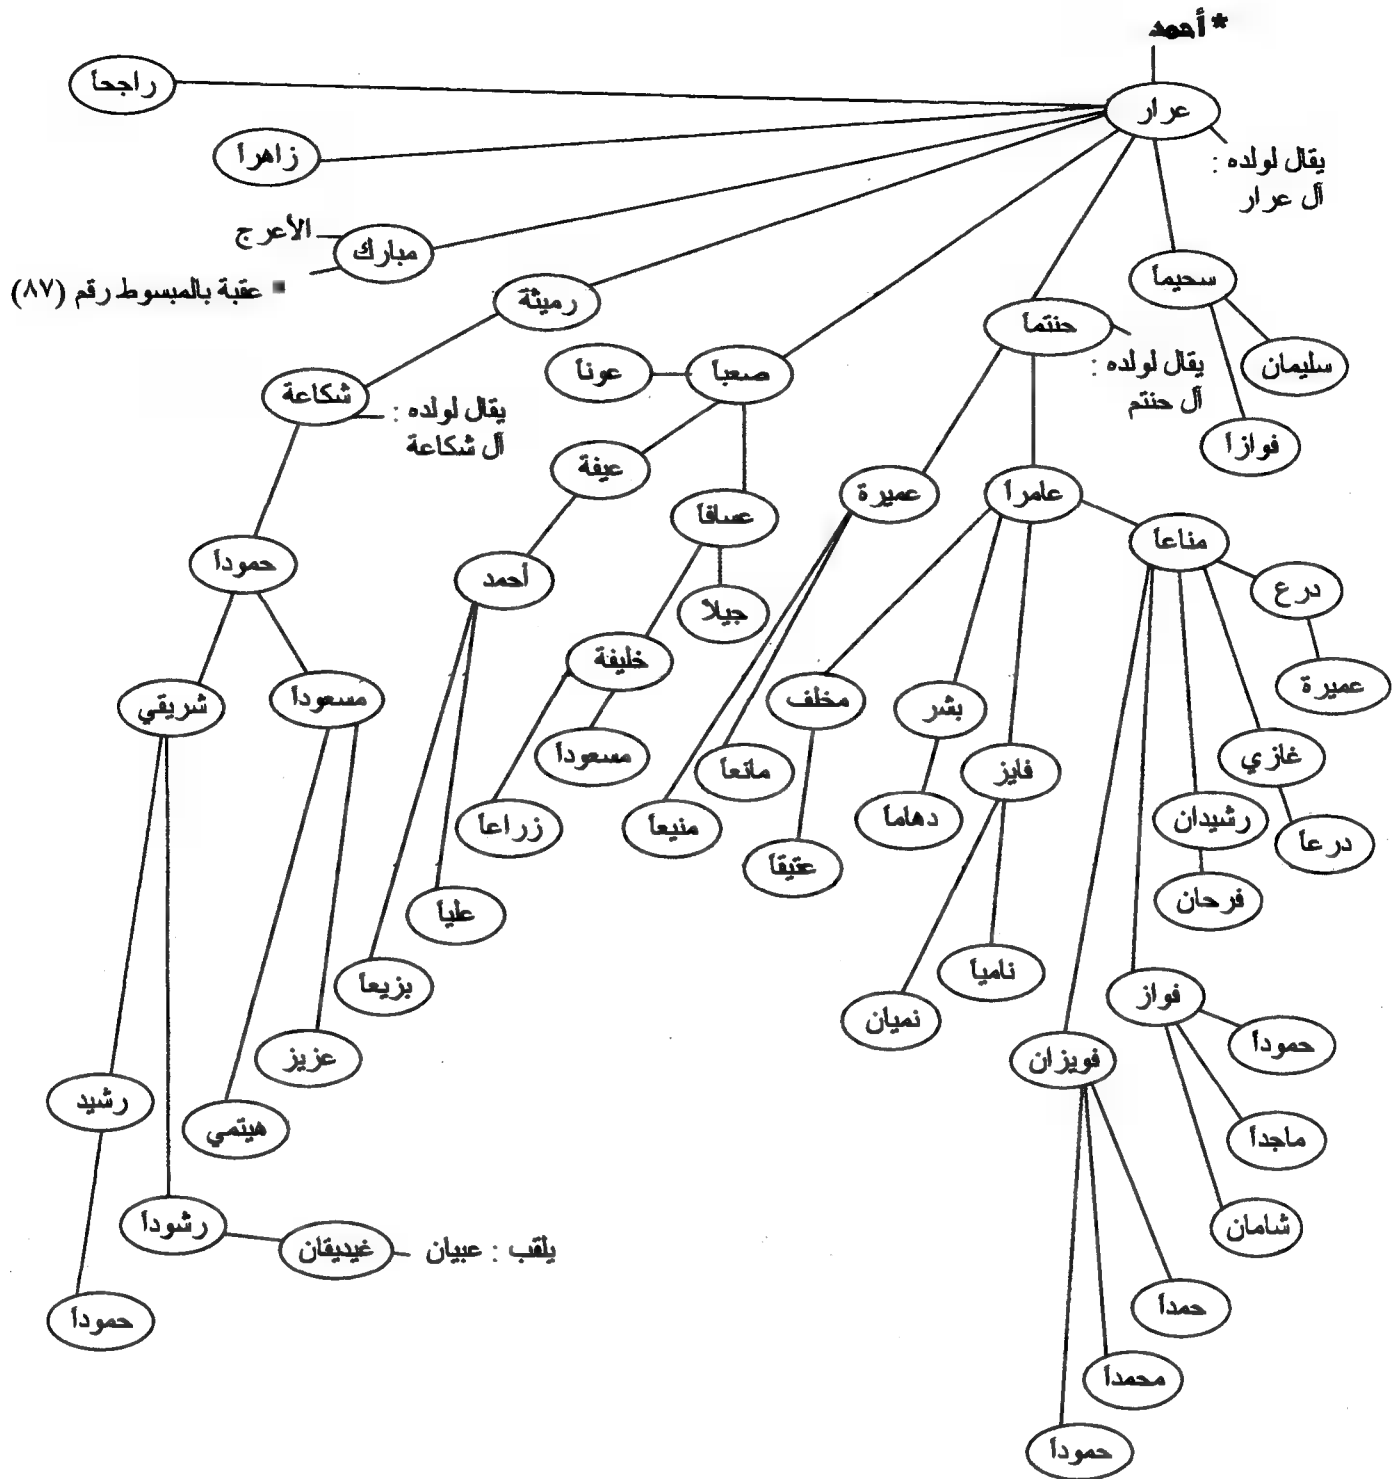 * أحمد
راجحاً
عرار
زاهراً
يقال لولده :
آل عرار
الأعرج
مبارك
■ عقبة بالمبسوط رقم (٨٧)
سحيماً
رميثة
حنتماً
يقال لولده :
آل حنتم
سليمان
صعباً
عوناً
شكاعة
يقال لولده :
آل شكاعة
فوازاً
عيفة
عميرة
عامراً
عسافاً
مناعاً
حموداً
أحمد
درع
جيلاً
خليفة
عميرة
شريقي
مسعوداً
مخلف
بشر
مسعوداً
مانعاً
فايز
غازي
زراعاً
منيعاً
دهاماً
رشيدان
درعاً
عتيقاً
فرحان
علياً
بزيعاً
نامياً
فواز
نميان
حموداً
عزيز
فويزان
رشيد
هيتمي
ماجداً
رشوداً
شامان
غيديقان
يلقب : عبيان
حمداً
حموداً
محمداً
حموداً